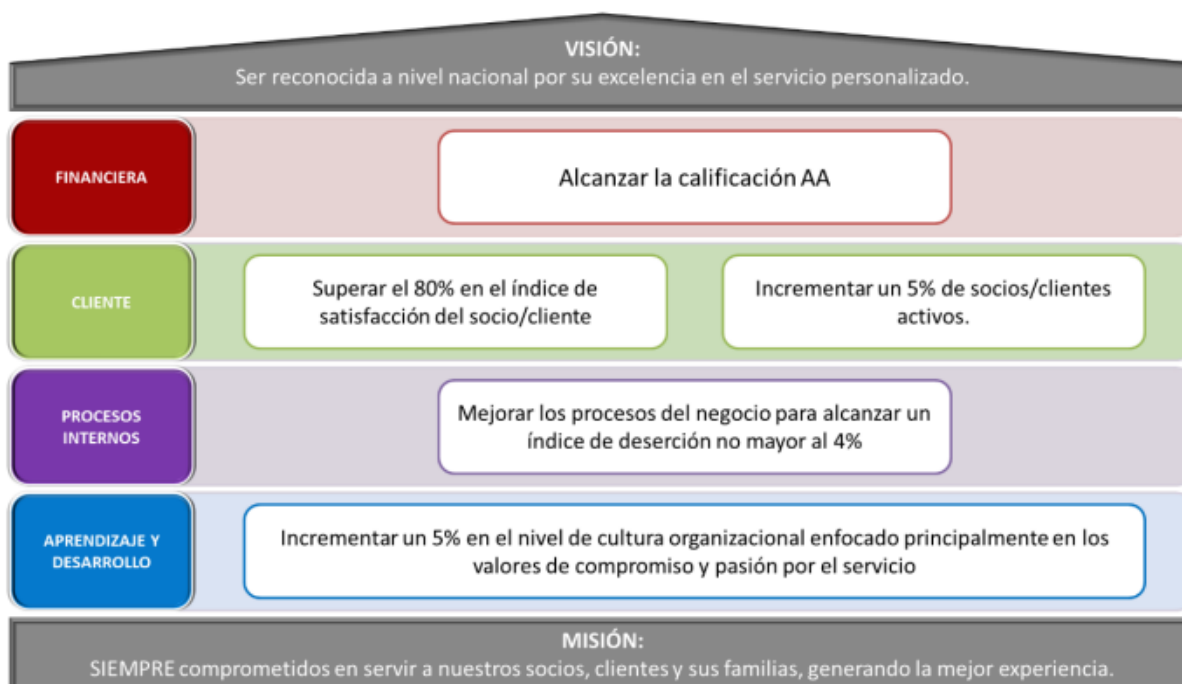 VISIÓN:
Ser reconocida a nivel nacional por su excelencia en el servicio personalizado.
FINANCIERA
Alcanzar la calificación AA
CLIENTE
Superar el 80% en el índice de
satisfacción del socio/cliente
Incrementar un 5% de socios/clientes
activos.
PROCESOS
INTERNOS
Mejorar los procesos del negocio para alcanzar un
índice de deserción no mayor al 4%
APRENDIZAJE Y
DESARROLLO
Incrementar un 5% en el nivel de cultura organizacional enfocado principalmente en los
valores de compromiso y pasión por el servicio
MISIÓN:
SIEMPRE comprometidos en servir a nuestros socios, clientes y sus familias, generando la mejor experiencia.